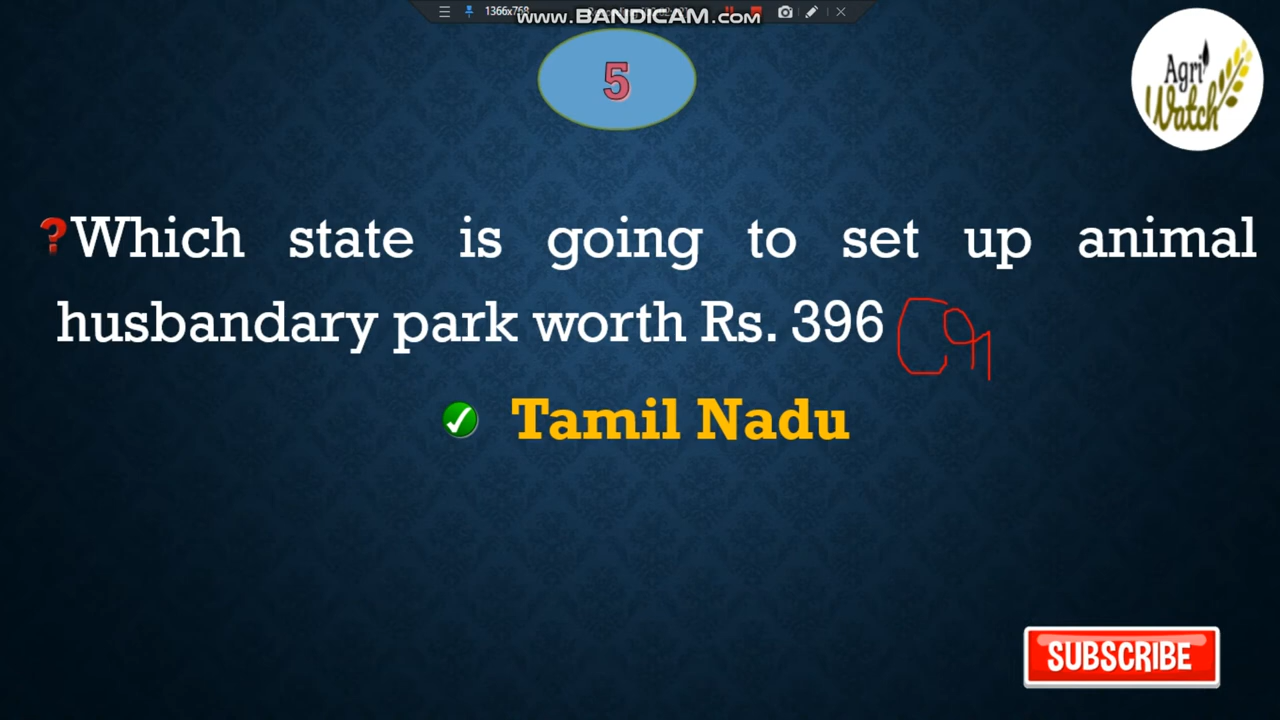 1366x768
www.BANDICAM.com
5
Agri
Watch
?Which state is going to set up animal
husbandary park worth Rs. 396
Tamil Nadu
SUBSCRIBE